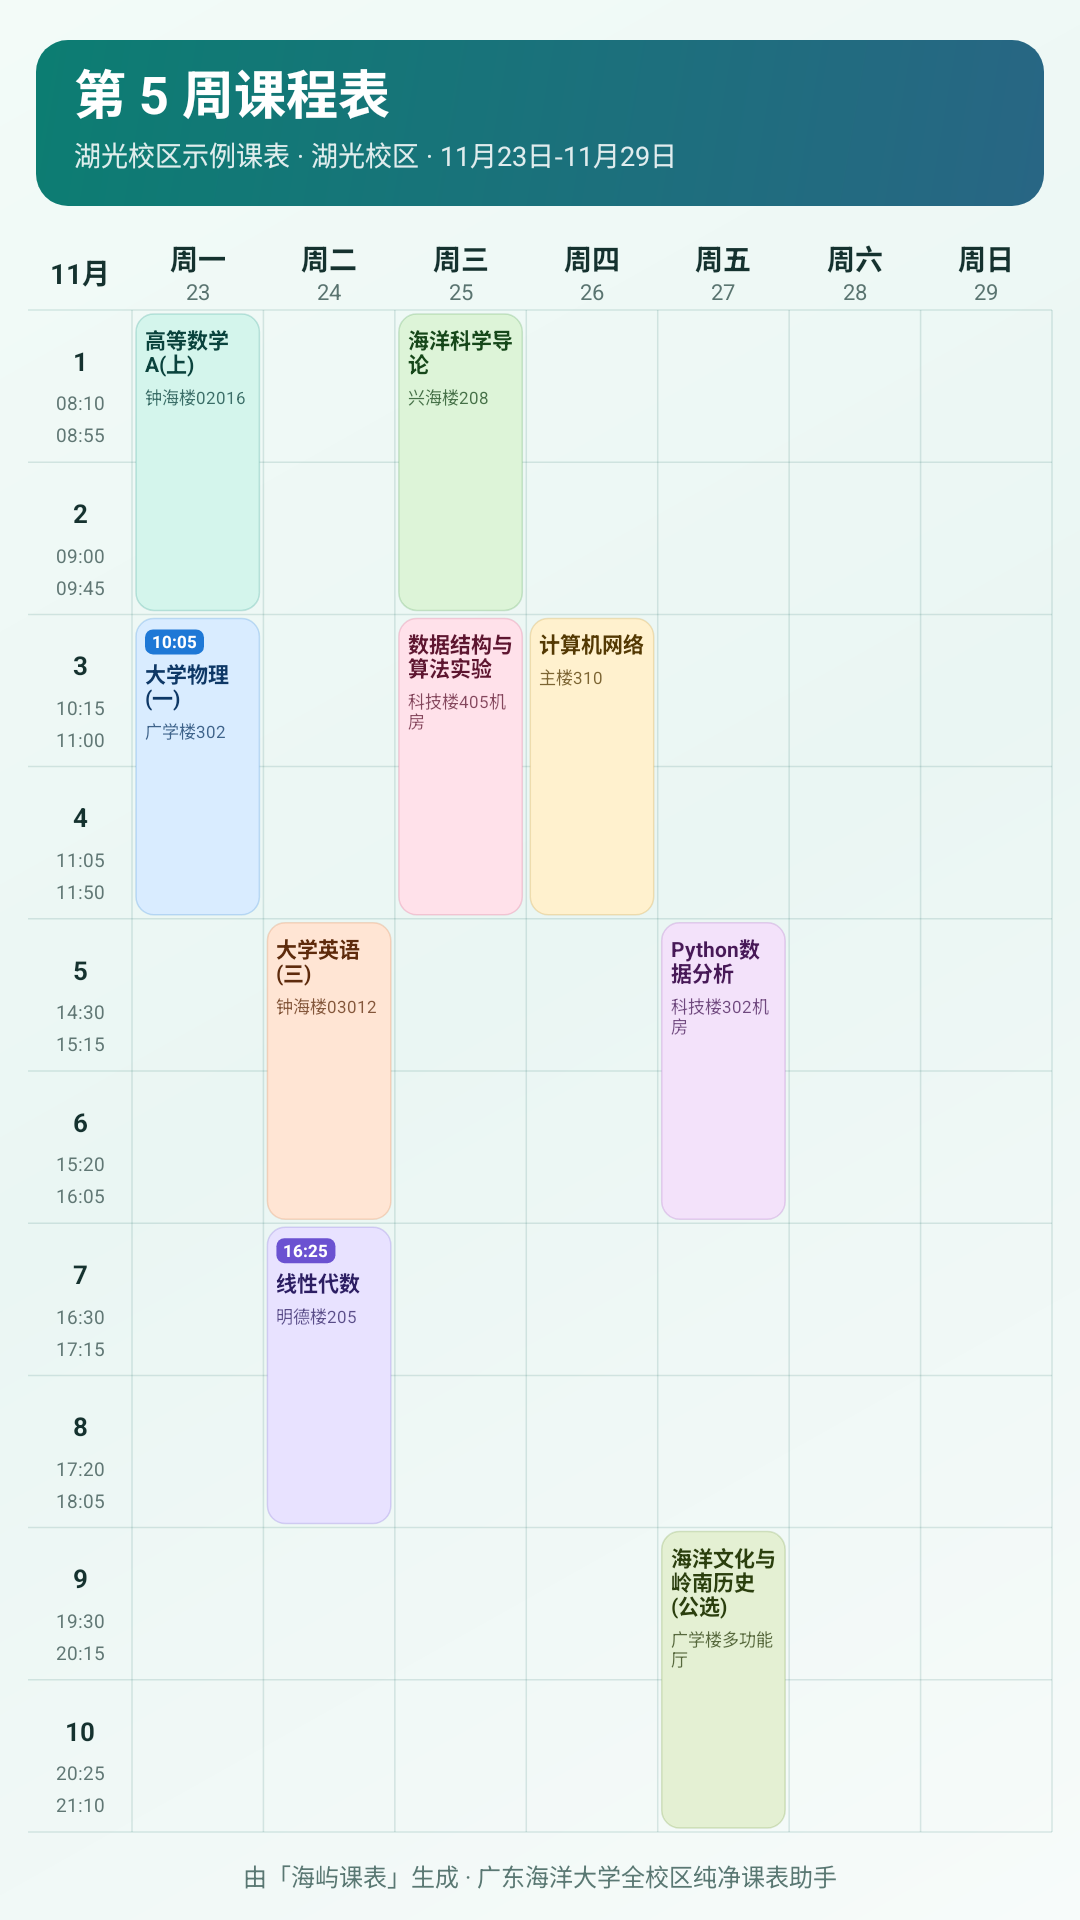 第 5 周课程表
湖光校区示例课表 · 湖光校区 · 11月23日-11月29日
11月
周一
23
周二
24
周三
25
周四
26
周五
27
周六
28
周日
29
1
08:10
08:55
高等数学
A(上)
钟海楼02016
海洋科学导
论
兴海楼208
2
09:00
09:45
3
10:15
11:00
10:05
大学物理
(一)
广学楼302
数据结构与
算法实验
科技楼405机
房
计算机网络
主楼310
4
11:05
11:50
5
14:30
15:15
大学英语
(三)
钟海楼03012
Python数
据分析
科技楼302机
房
6
15:20
16:05
7
16:30
17:15
16:25
线性代数
明德楼205
8
17:20
18:05
9
19:30
20:15
海洋文化与
岭南历史
(公选)
广学楼多功能
厅
10
20:25
21:10
由「海屿课表」生成 · 广东海洋大学全校区纯净课表助手